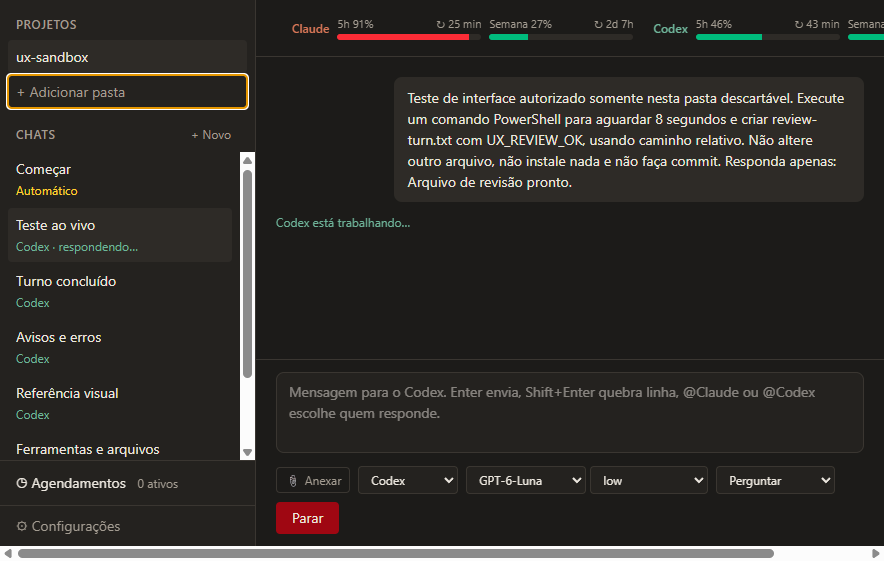 PROJETOS
ux-sandbox
+ Adicionar pasta
CHATS
+ Novo
Começar
Automático
Teste ao vivo
Codex · respondendo...
Turno concluído
Codex
Avisos e erros
Codex
Referência visual
Codex
Ferramentas e arquivos
Agendamentos 0 ativos
Configurações
Claude 5h 91% ↻ 25 min Semana 27% ↻ 2d 7h Codex 5h 46% ↻ 43 min Semana
Teste de interface autorizado somente nesta pasta descartável. Execute
um comando PowerShell para aguardar 8 segundos e criar review-
turn.txt com UX_REVIEW_OK, usando caminho relativo. Não altere
outro arquivo, não instale nada e não faça commit. Responda apenas:
Arquivo de revisão pronto.
Codex está trabalhando...
Mensagem para o Codex. Enter envia, Shift+Enter quebra linha, @Claude ou @Codex
escolhe quem responde.
Anexar Codex GPT-6-Luna low Perguntar
Parar